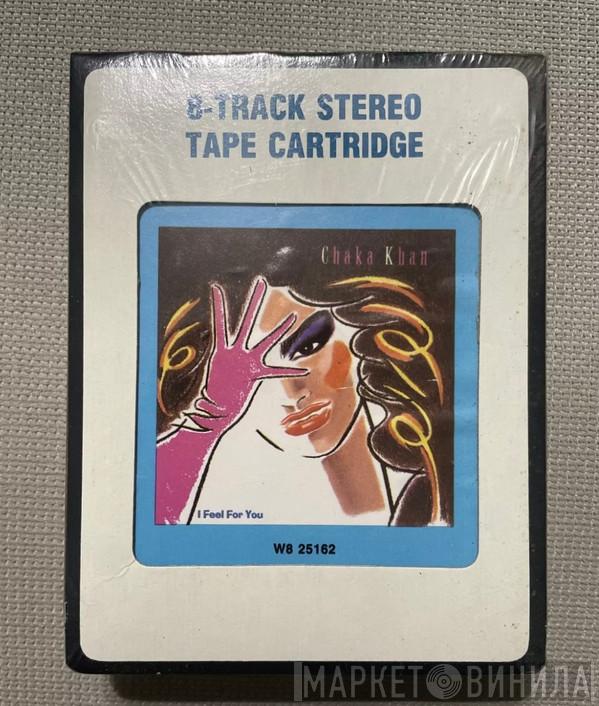 8-TRACK STEREO
TAPE CARTRIDGE
Chaka Khan
I Feel For You
W8 25162
МАРКЕТ ВИНИЛА